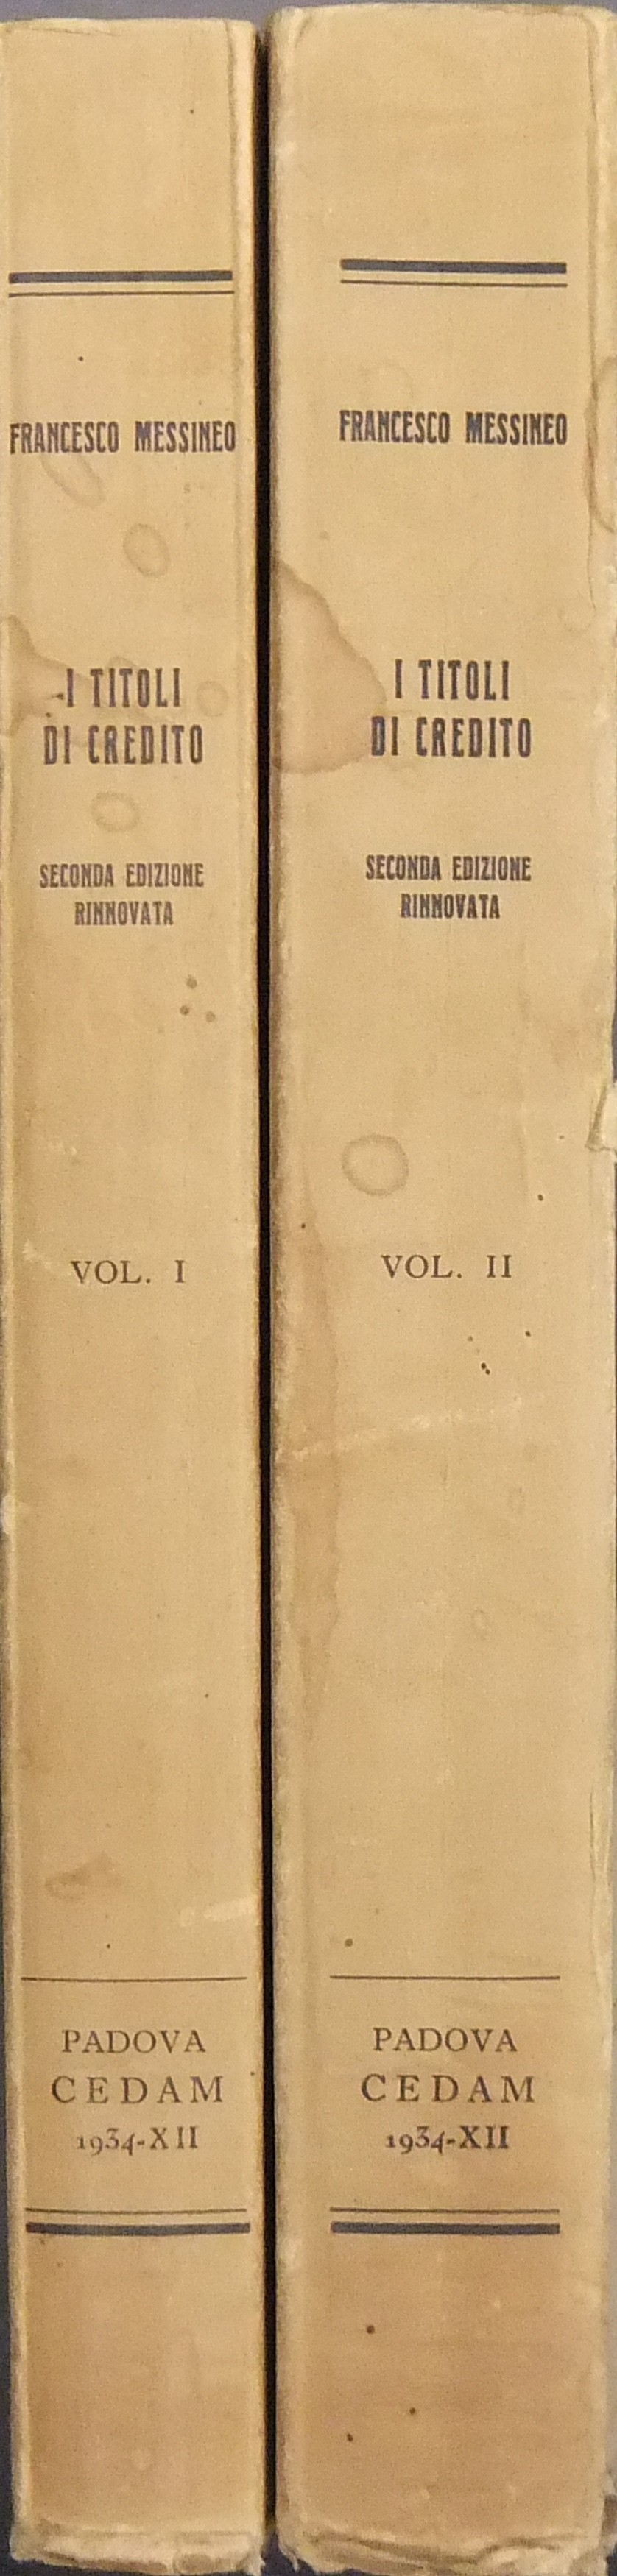 FRANCESCO MESSINEO
I TITOLI
DI CREDITO
SECONDA EDIZIONE
RINNOVATA
VOL. I
PADOVA
CEDAM
1934-XII
FRANCESCO MESSINEO
I TITOLI
DI CREDITO
SECONDA EDIZIONE
RINNOVATA
VOL. II
PADOVA
CEDAM
1934-XII